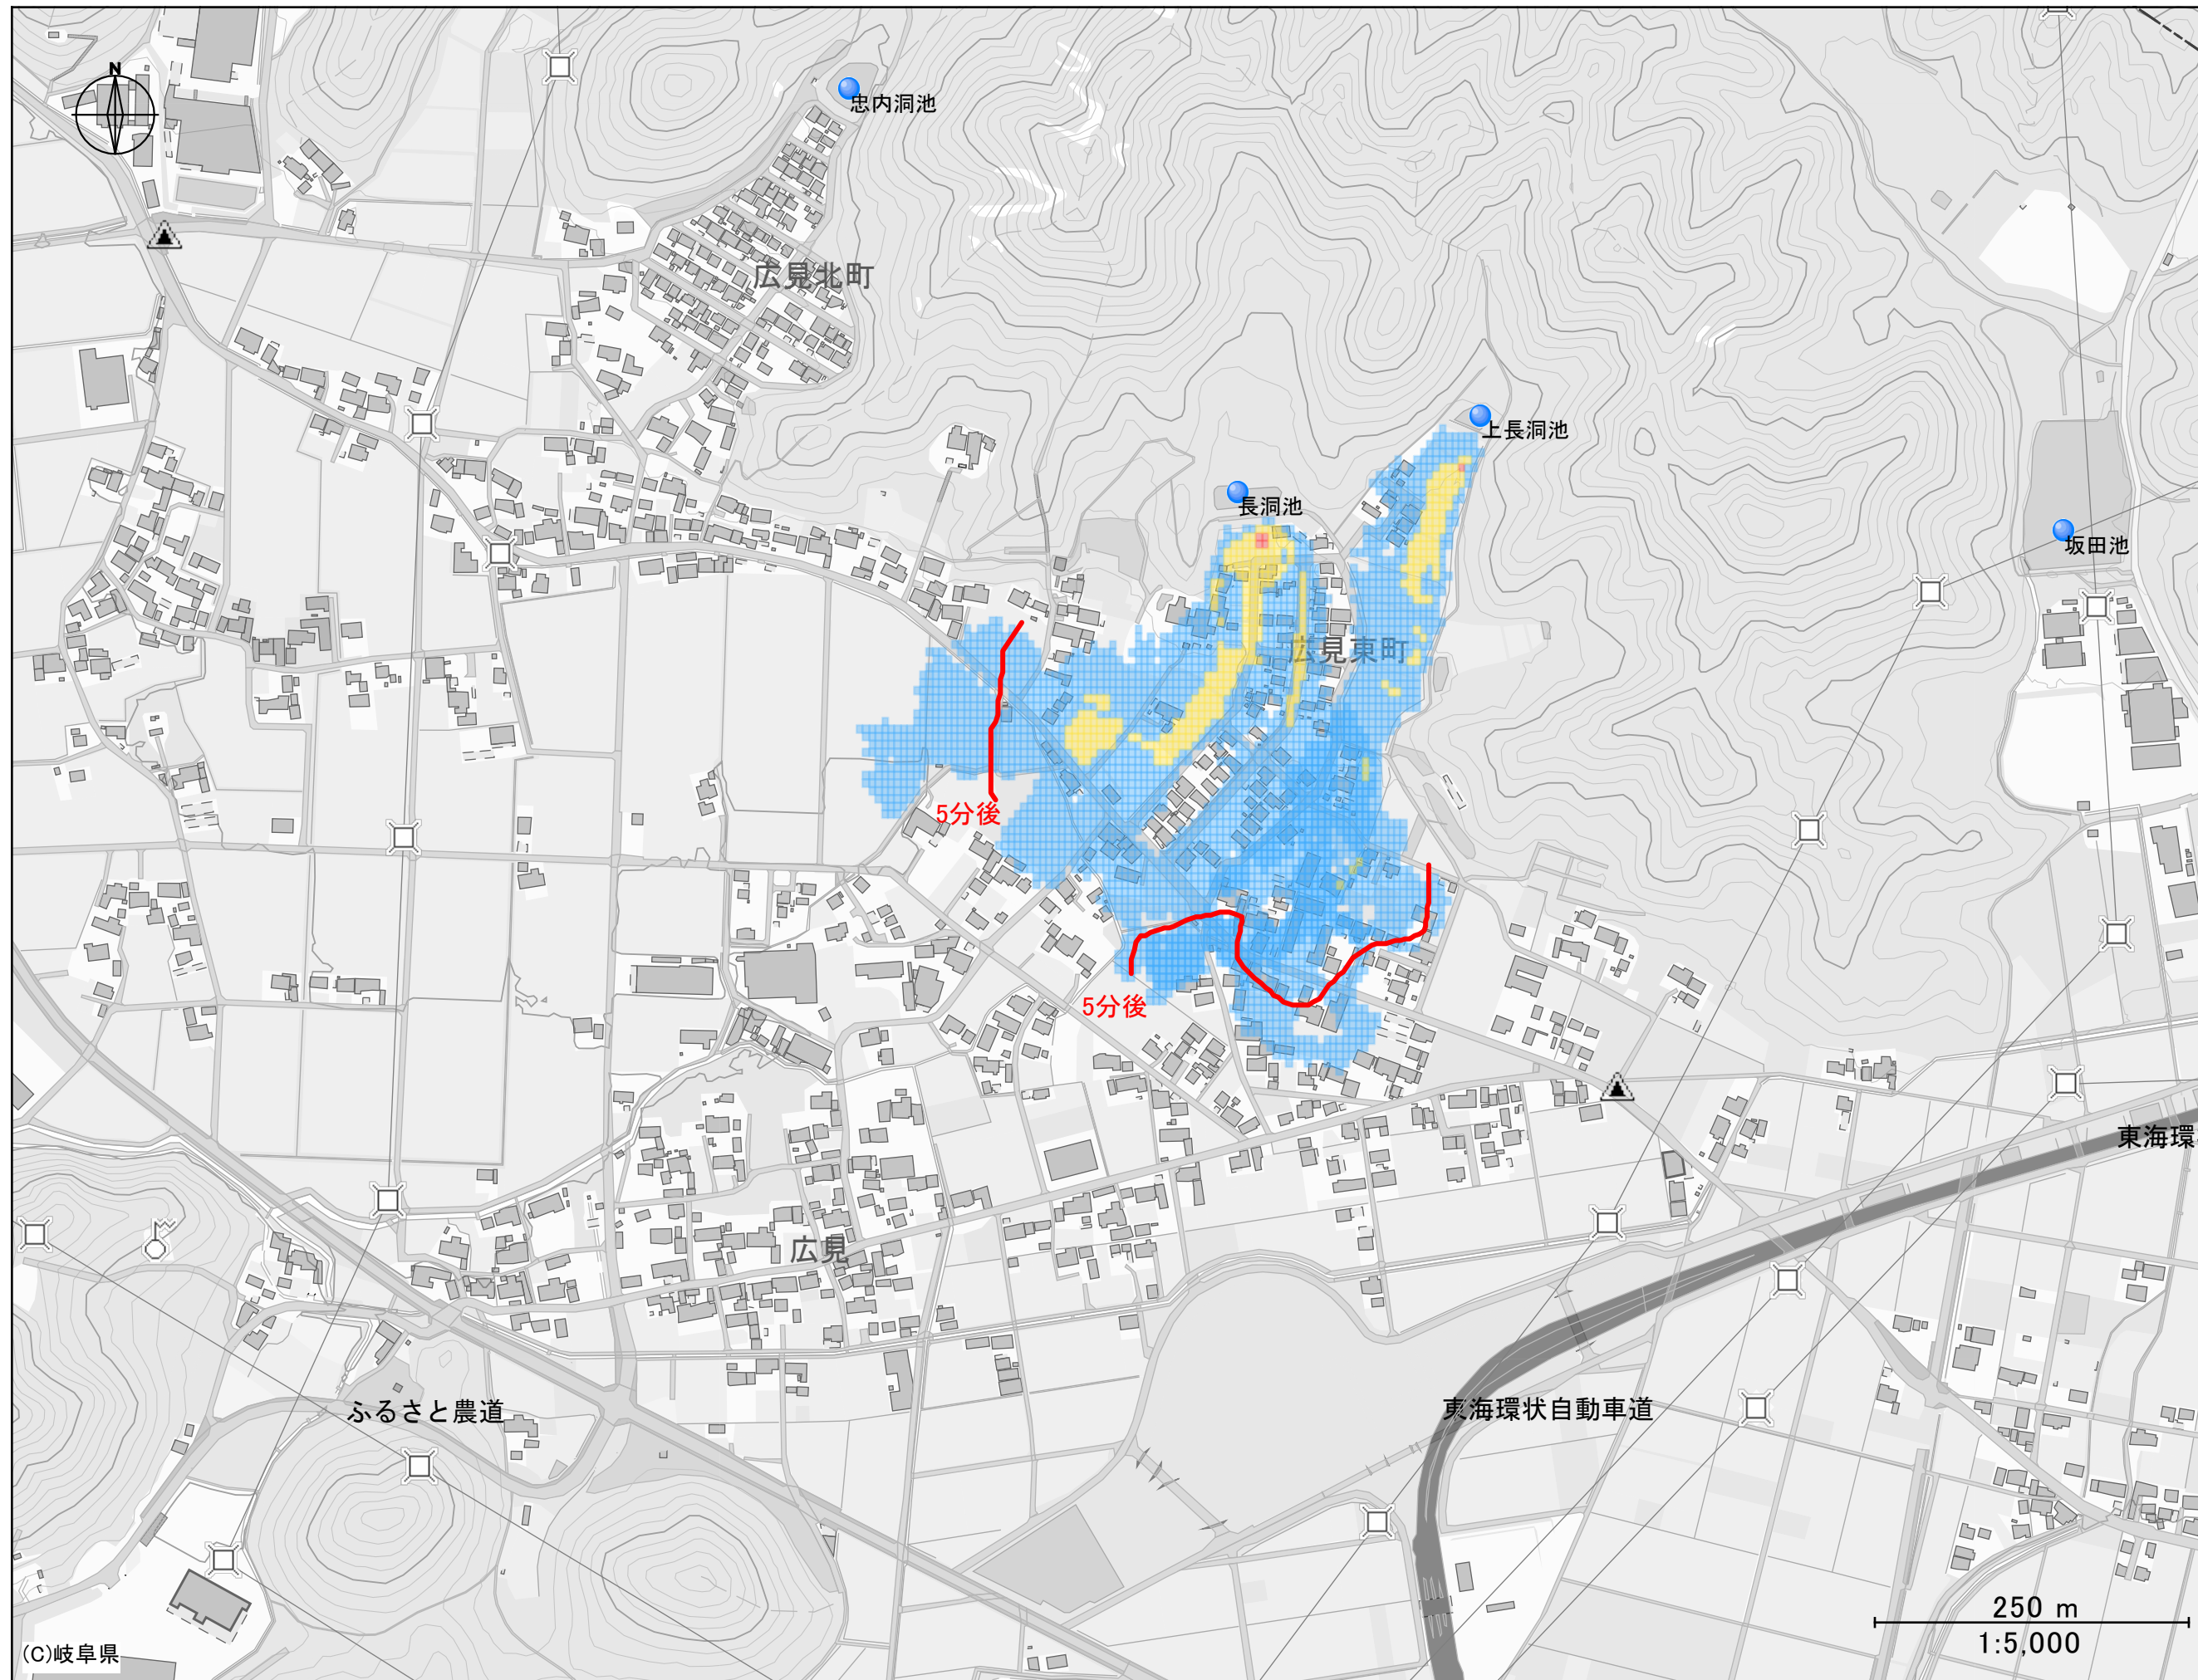 N
忠内洞池
広見北町
上長洞池
長洞池
坂田池
広見東町
5分後
5分後
東海環
広見
ふるさと農道
東海環状自動車道
250 m
1:5,000
(C)岐阜県